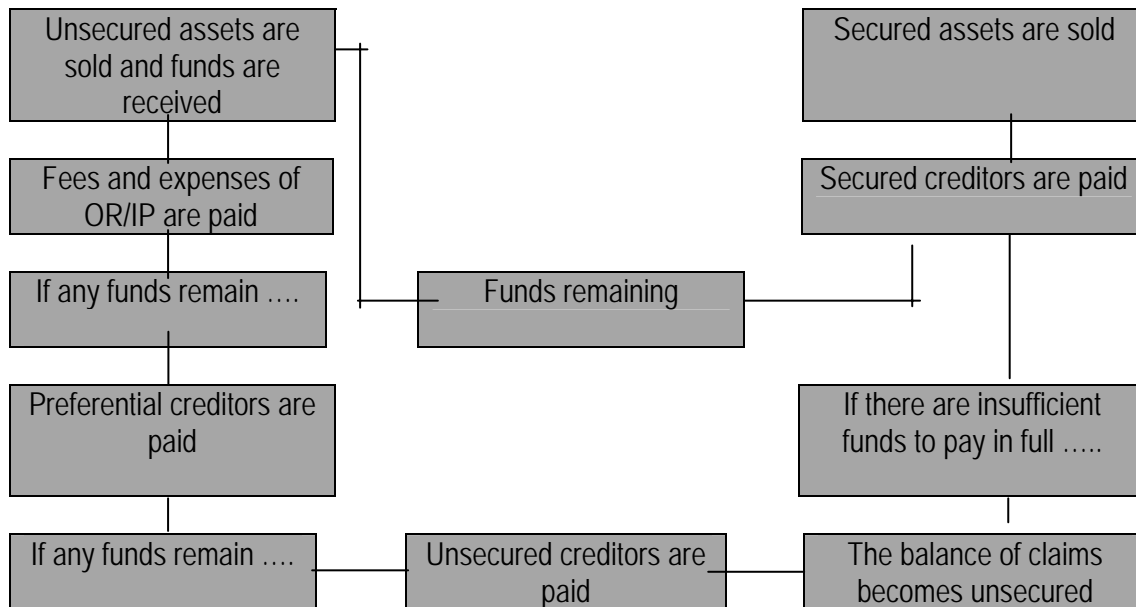 Unsecured assets are
sold and funds are
received
Secured assets are sold
Fees and expenses of
OR/IP are paid
Secured creditors are paid
If any funds remain ….
Funds remaining
Preferential creditors are
paid
If there are insufficient
funds to pay in full …..
If any funds remain ….
Unsecured creditors are
paid
The balance of claims
becomes unsecured